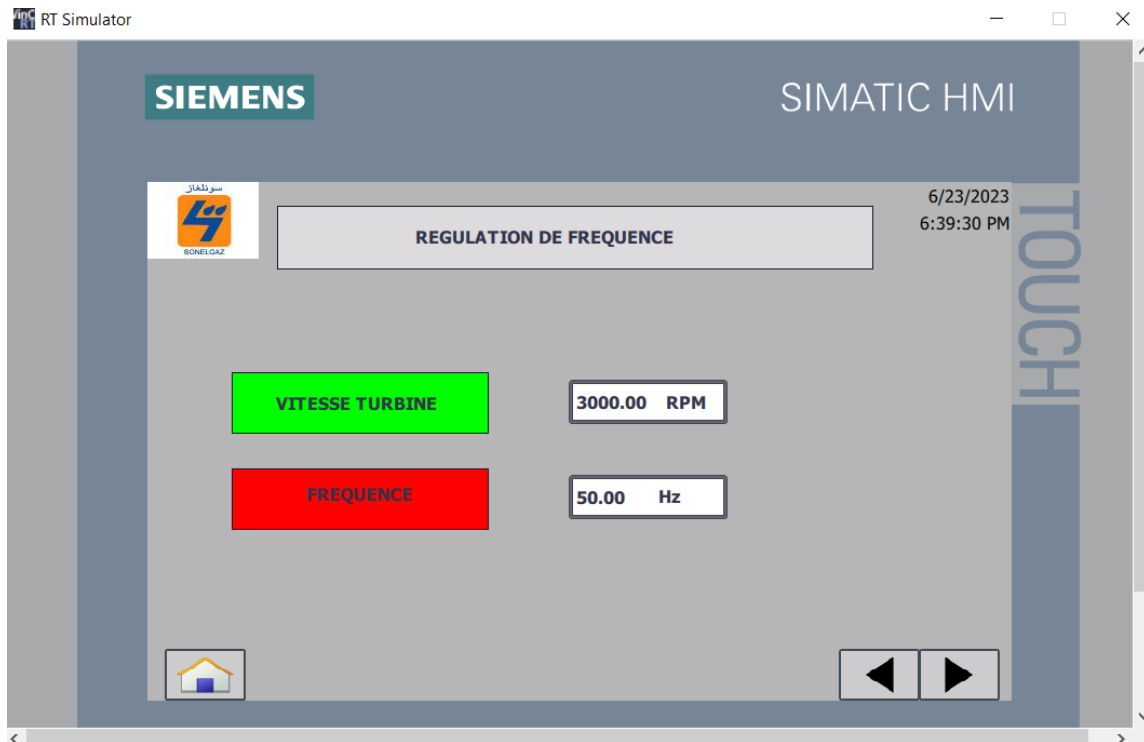 RT Simulator
SIEMENS
SIMATIC HMI
TOUCH
سونلغاز
SONELGAZ
6/23/2023
6:39:30 PM
REGULATION DE FREQUENCE
VITESSE TURBINE
3000.00 RPM
FREQUENCE
50.00 Hz